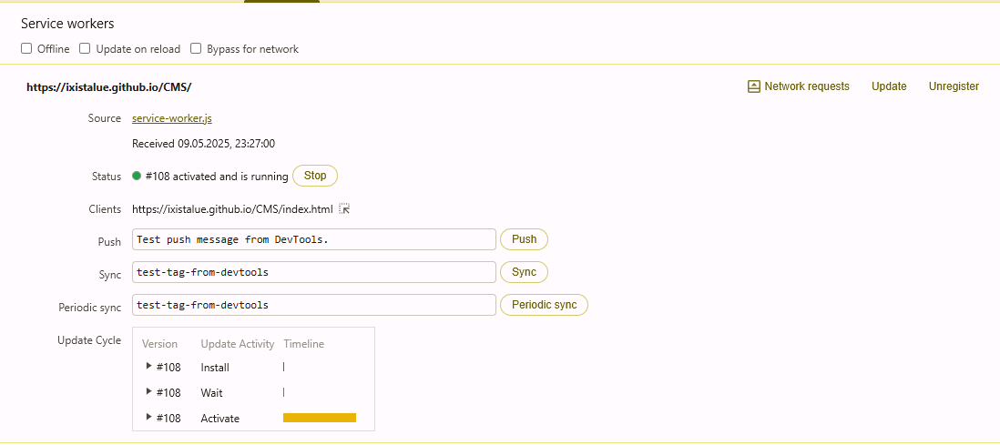 Service workers
Offline Update on reload Bypass for network
https://ixistalue.github.io/CMS/ Network requests Update Unregister
Source service-worker.js
Received 09.05.2025, 23:27:00
Status #108 activated and is running Stop
Clients https://ixistalue.github.io/CMS/index.html
Push Test push message from DevTools. Push
Sync test-tag-from-devtools Sync
Periodic sync test-tag-from-devtools Periodic sync
Update Cycle Version Update Activity Timeline
#108 Install
#108 Wait
#108 Activate